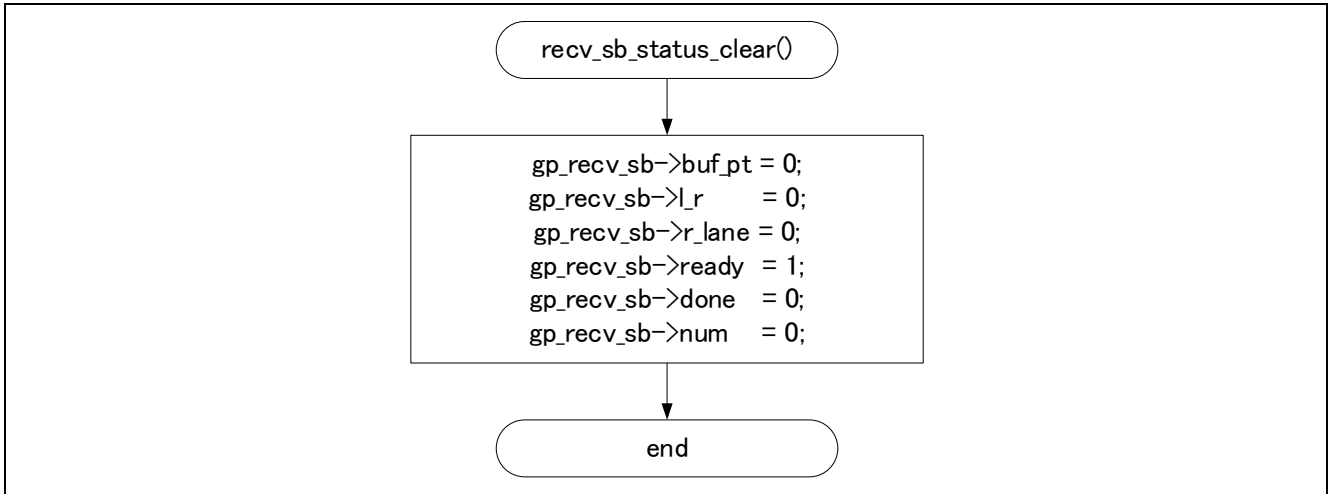 recv_sb_status_clear()
gp_recv_sb->buf_pt = 0;
gp_recv_sb->l_r = 0;
gp_recv_sb->r_lane = 0;
gp_recv_sb->ready = 1;
gp_recv_sb->done = 0;
gp_recv_sb->num = 0;
end